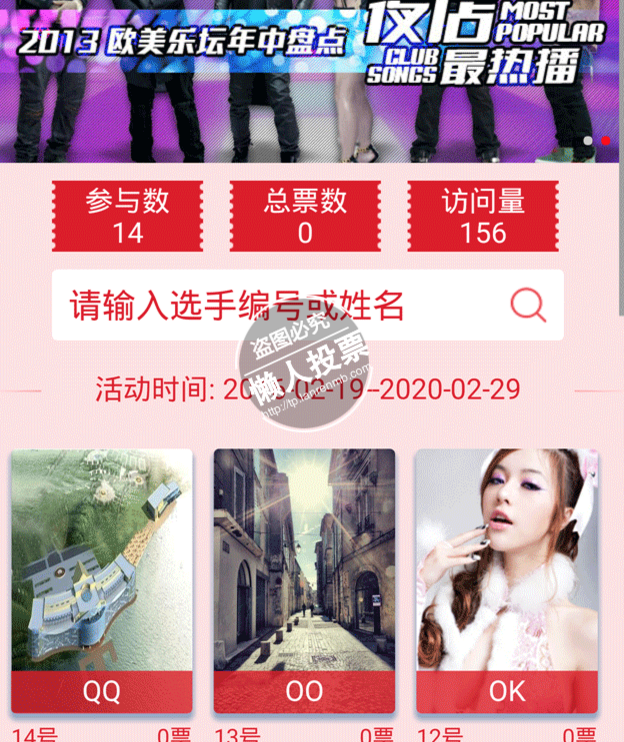 夜店 MOST POPULAR
2013 欧美乐坛年中盘点
CLUB SONGS 最热播
参与数 总票数 访问量
14 0 156
请输入选手编号或姓名
盗图必究
懒人投票
http://tp.lanrenmb.com
活动时间: 20 -02-19--2020-02-29
QQ OO OK
14号 0票 13号 0票 12号 0票